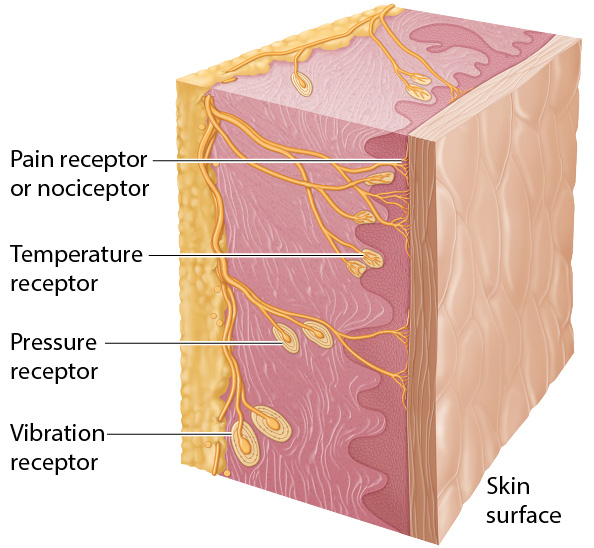 Pain receptor
or nociceptor
Temperature
receptor
Pressure
receptor
Vibration
receptor
Skin
surface